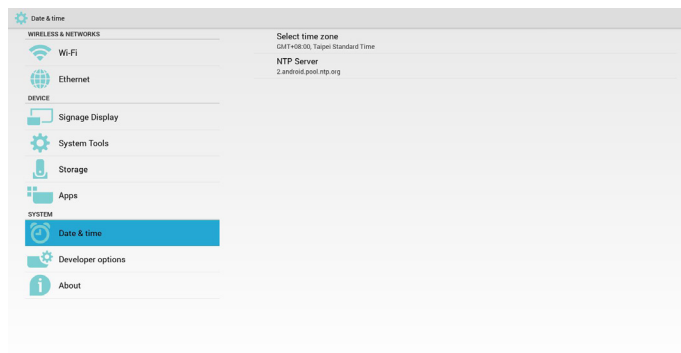 Date & time
WIRELESS & NETWORKS
Wi-Fi
Ethernet
DEVICE
Signage Display
System Tools
Storage
Apps
SYSTEM
Date & time
Developer options
About
Select time zone
GMT+08:00, Taipei Standard Time
NTP Server
2.android.pool.ntp.org